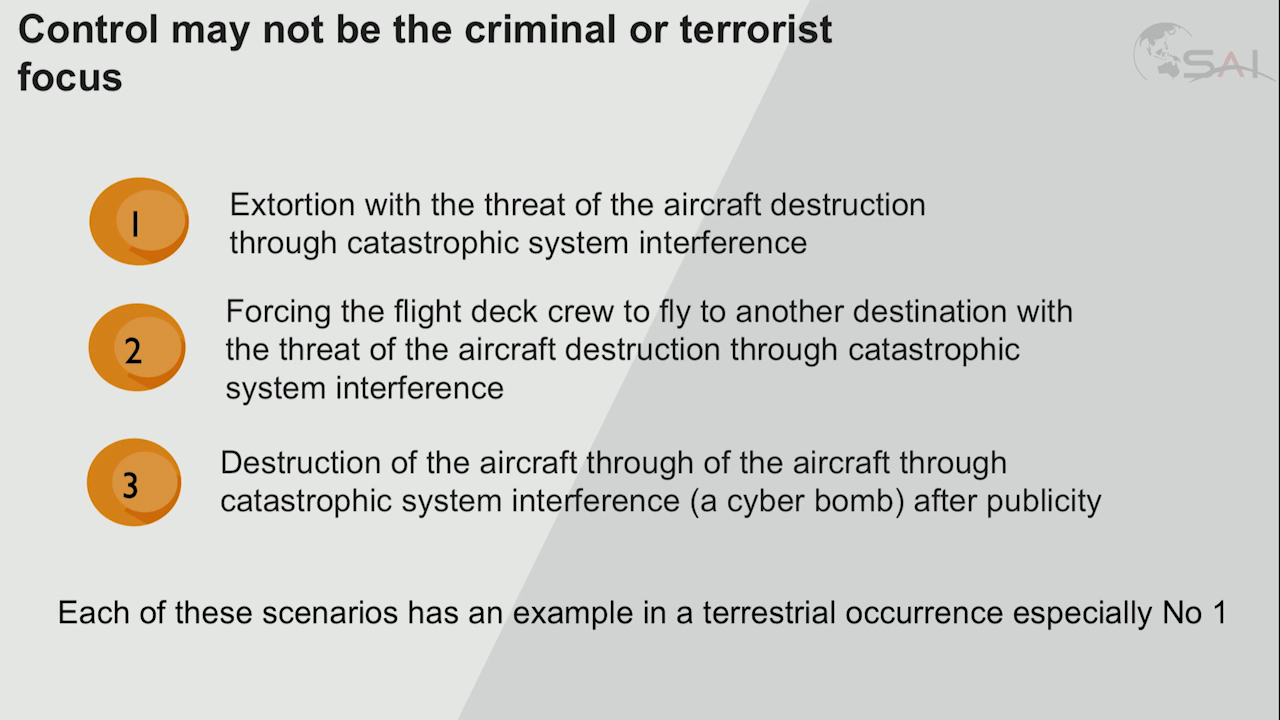 Control may not be the criminal or terrorist
focus
SAI
1
Extortion with the threat of the aircraft destruction
through catastrophic system interference
2
Forcing the flight deck crew to fly to another destination with
the threat of the aircraft destruction through catastrophic
system interference
3
Destruction of the aircraft through of the aircraft through
catastrophic system interference (a cyber bomb) after publicity
Each of these scenarios has an example in a terrestrial occurrence especially No 1